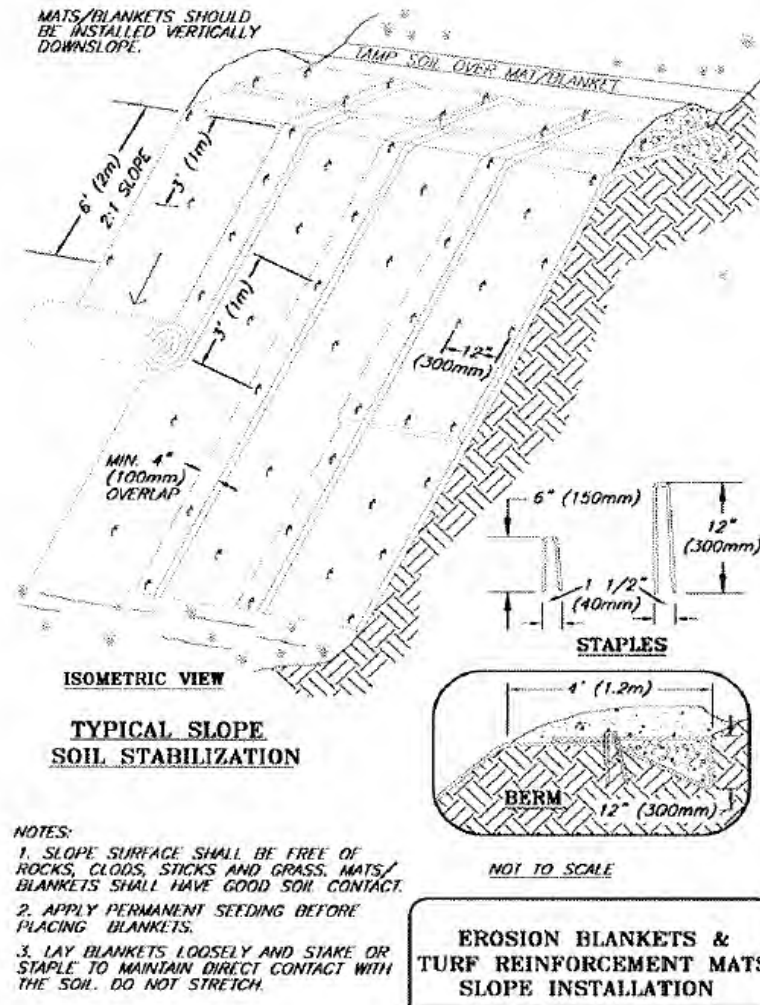 MATS/BLANKETS SHOULD
BE INSTALLED VERTICALLY
DOWNSLOPE.
TAMP SOIL OVER MAT/BLANKET
6' (2m)
2:1 SLOPE
3' (1m)
3' (1m)
12"
(300mm)
MIN. 4"
(100mm)
OVERLAP
6" (150mm)
12"
(300mm)
1 1/2"
(40mm)
STAPLES
ISOMETRIC VIEW
TYPICAL SLOPE
SOIL STABILIZATION
4' (1.2m)
BERM
12" (300mm)
NOT TO SCALE
NOTES:
1. SLOPE SURFACE SHALL BE FREE OF
ROCKS, CLODS, STICKS AND GRASS. MATS/
BLANKETS SHALL HAVE GOOD SOIL CONTACT.
2. APPLY PERMANENT SEEDING BEFORE
PLACING BLANKETS.
3. LAY BLANKETS LOOSELY AND STAKE OR
STAPLE TO MAINTAIN DIRECT CONTACT WITH
THE SOIL. DO NOT STRETCH.
EROSION BLANKETS &
TURF REINFORCEMENT MATS
SLOPE INSTALLATION